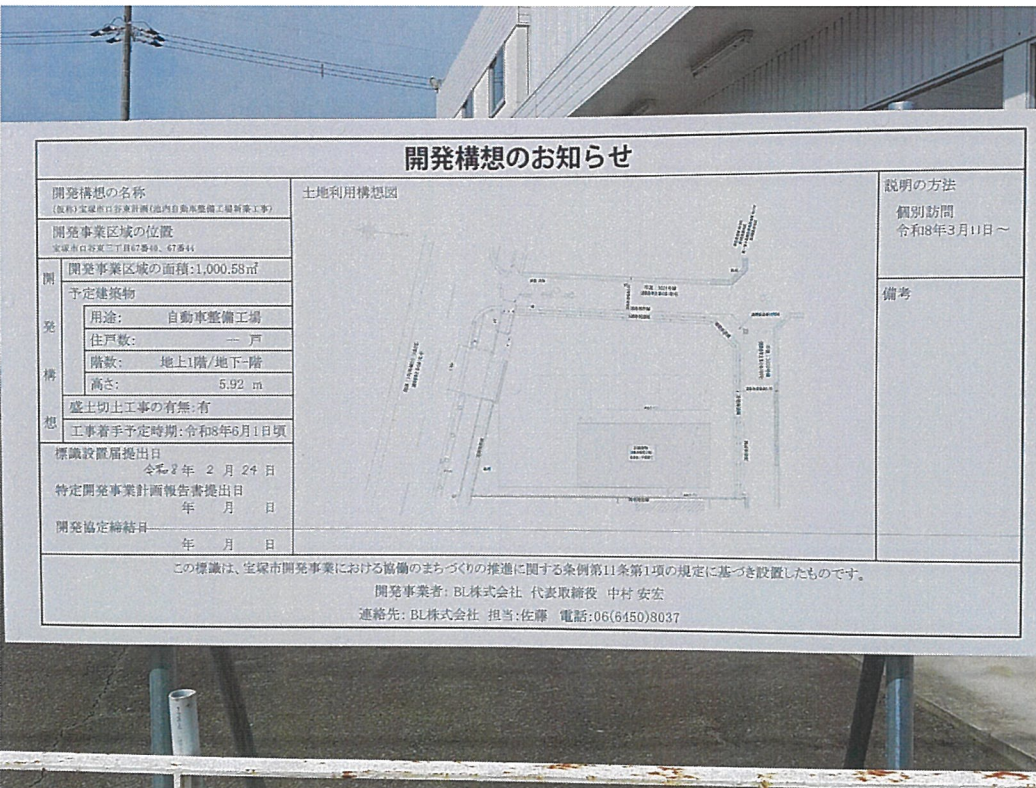 開発構想のお知らせ
開発構想の名称
(仮称)宝塚市口谷東計画(池内自動車整備工場新築工事)
開発事業区域の位置
宝塚市口谷東三丁目67番40、67番44
開発構想
開発事業区域の面積:1,000.58㎡
予定建築物
用途: 自動車整備工場
住戸数: ― 戸
階数: 地上1階/地下-階
高さ: 5.92 m
盛土切土工事の有無:有
工事着手予定時期:令和8年6月1日頃
標識設置届提出日
令和8年 2 月 24 日
特定開発事業計画報告書提出日
年 月 日
開発協定締結日
年 月 日
土地利用構想図
説明の方法
個別訪問
令和8年3月11日~
備考
この標識は、宝塚市開発事業における協働のまちづくりの推進に関する条例第11条第1項の規定に基づき設置したものです。
開発事業者: BL株式会社 代表取締役 中村 安宏
連絡先: BL株式会社 担当:佐藤 電話:06(6450)8037